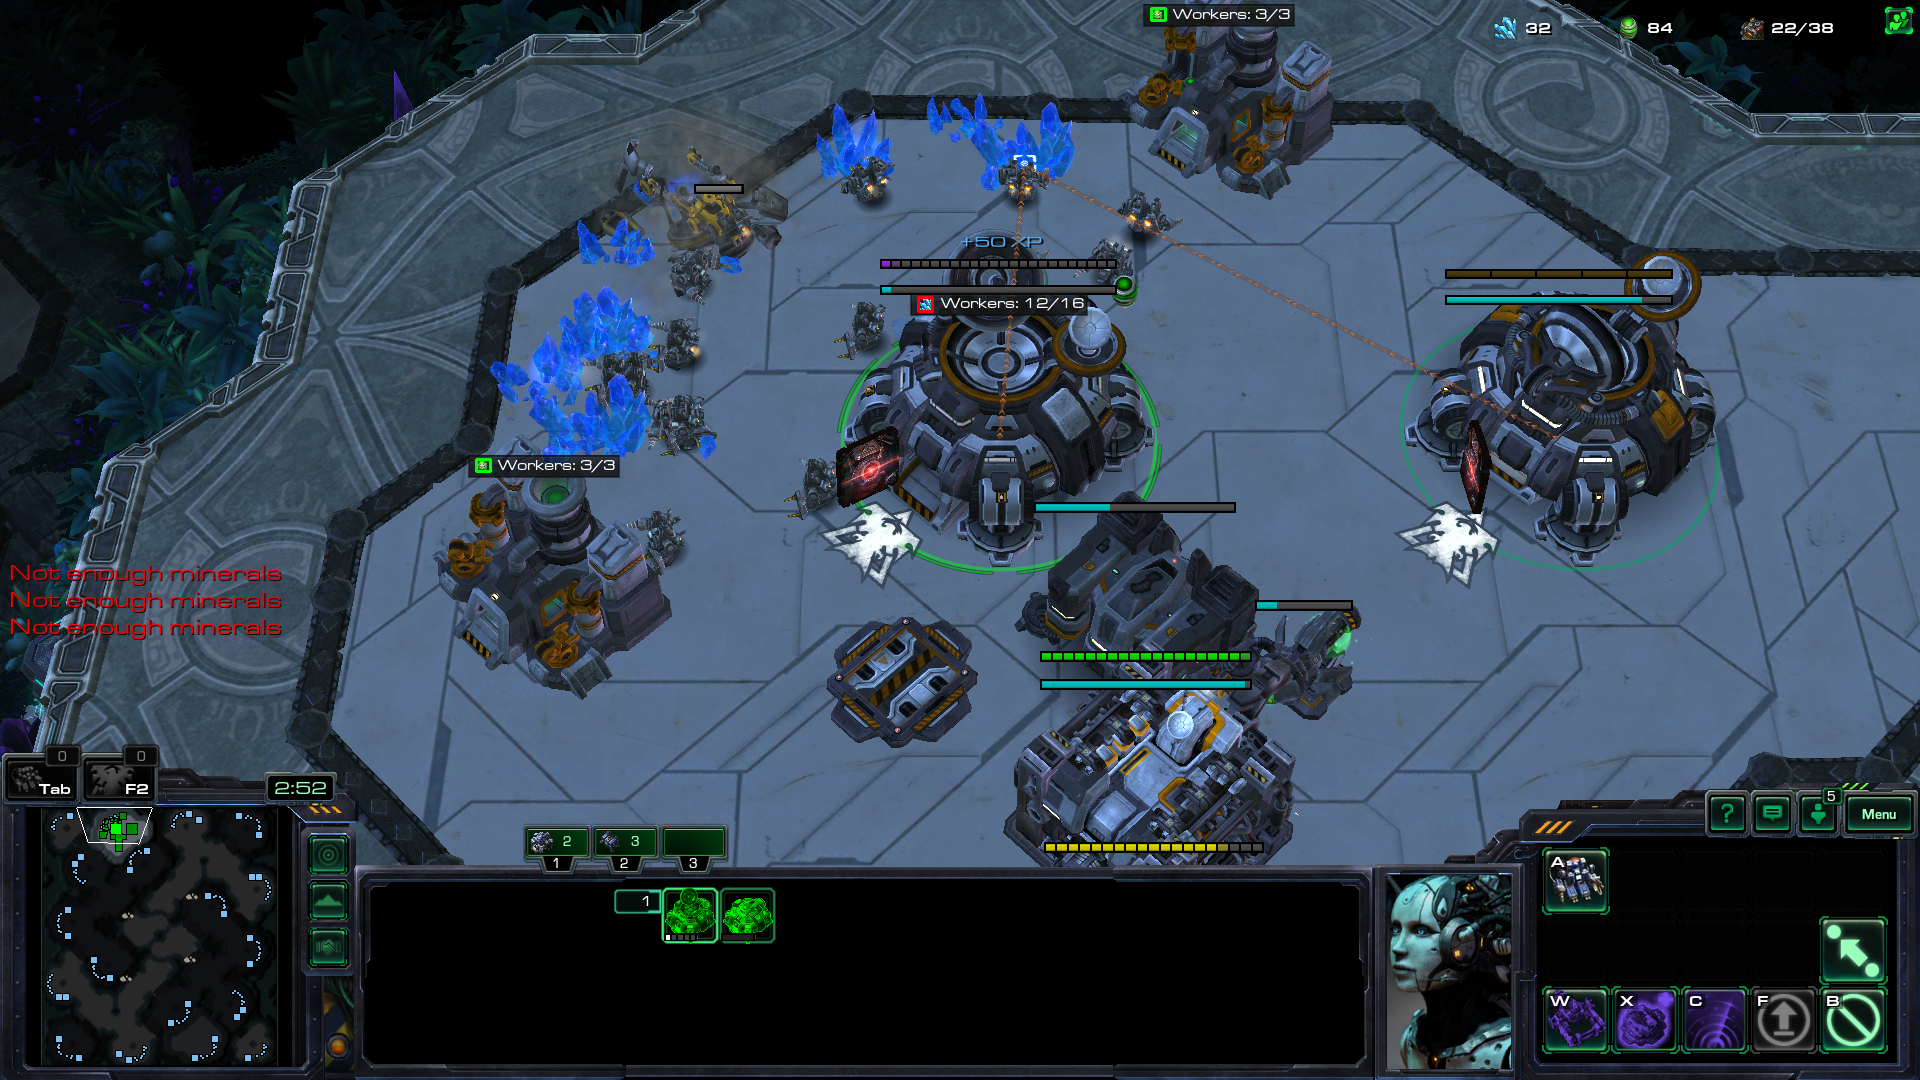 Workers: 3/3
32
84
22/38
+50 XP
Workers: 12/16
Workers: 3/3
Not enough minerals
Not enough minerals
Not enough minerals
0
0
Tab
F2
2:52
2
3
1
2
3
1
?
5
Menu
A
W
X
C
F
B